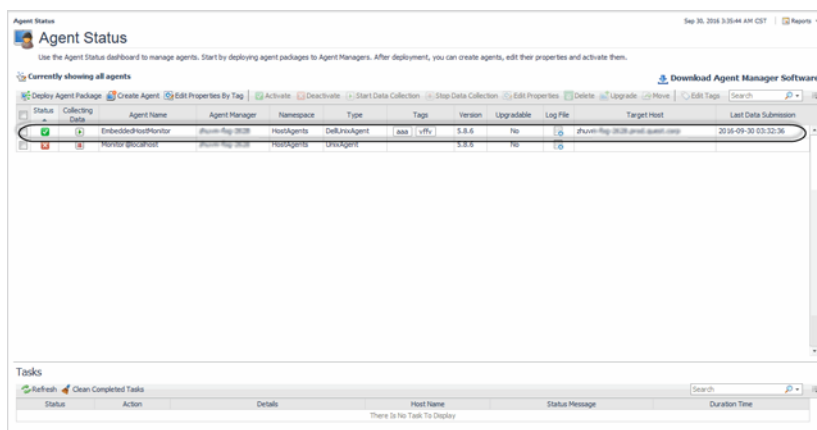 Agent Status
Sep 30, 2016 3:35:44 AM CST Reports
Agent Status
Use the Agent Status dashboard to manage agents. Start by deploying agent packages to Agent Managers. After deployment, you can create agents, edit their properties and activate them.
Currently showing all agents
Download Agent Manager Software
Deploy Agent Package Create Agent Edit Properties By Tag Activate Deactivate Start Data Collection Stop Data Collection Edit Properties Delete Upgrade Move Edit Tags Search
Status Collecting Data Agent Name Agent Manager Namespace Type Tags Version Upgradable Log File Target Host Last Data Submission
EmbeddedHostMonitor HostAgents DellUnixAgent aaa vffv 5.8.6 No 2016-09-30 03:32:36
Monitor@localhost HostAgents UnixAgent 5.8.6 No
Tasks
Refresh Clean Completed Tasks Search
Status Action Details Host Name Status Message Duration Time
There Is No Task To Display